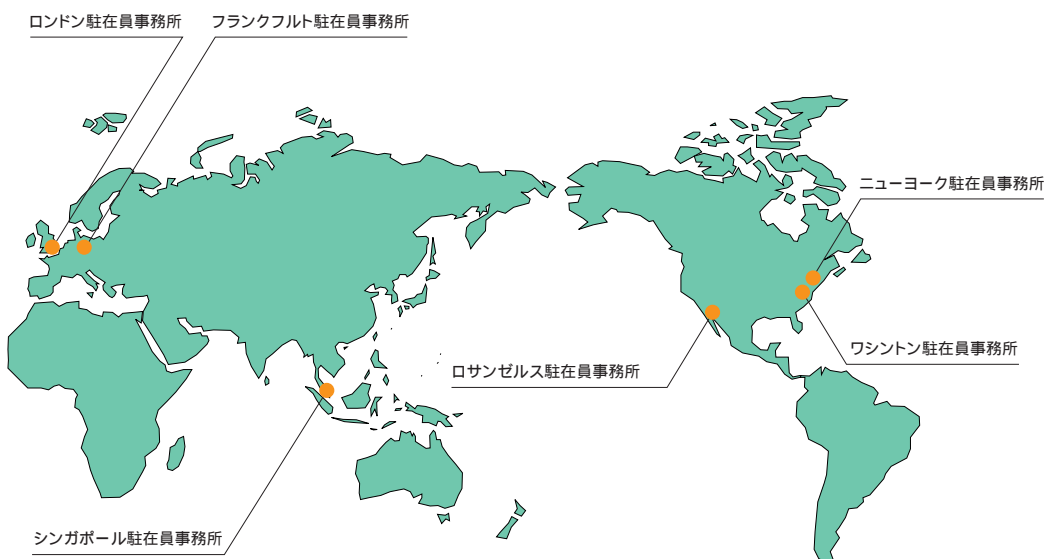 ロンドン駐在員事務所
フランクフルト駐在員事務所
ニューヨーク駐在員事務所
ワシントン駐在員事務所
ロサンゼルス駐在員事務所
シンガポール駐在員事務所